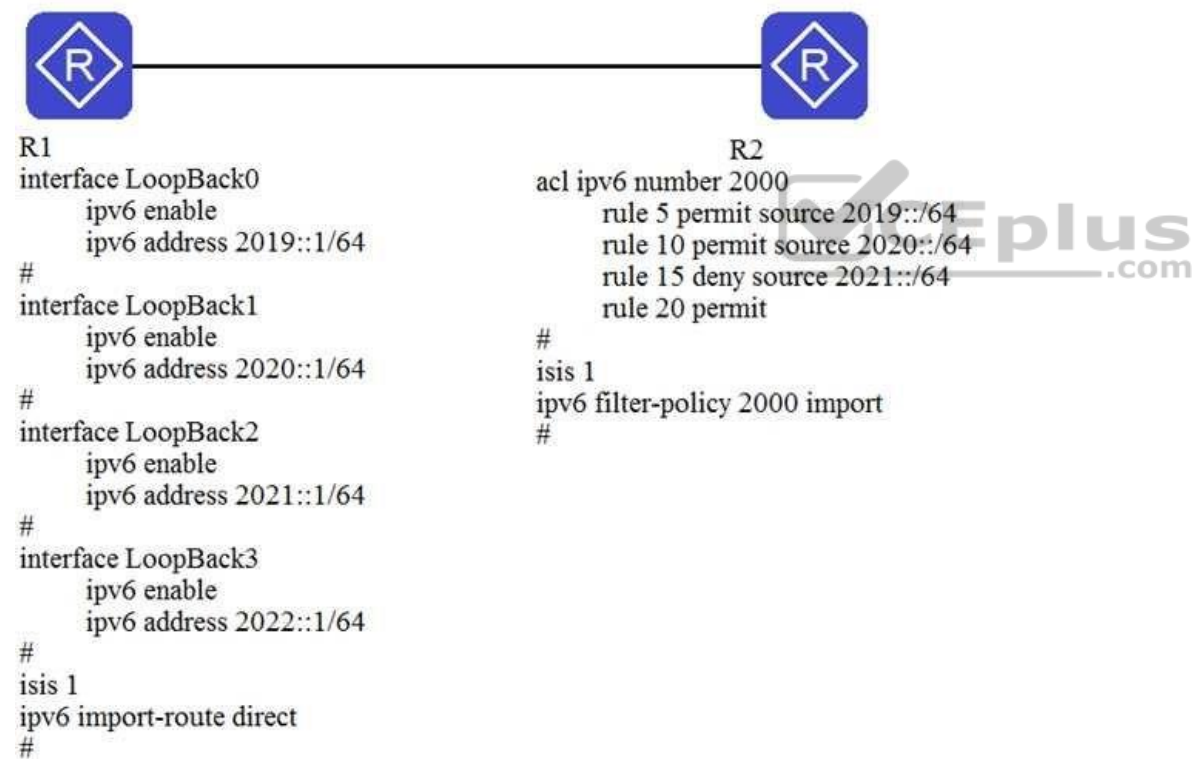 R
R
R1
interface LoopBack0
ipv6 enable
ipv6 address 2019::1/64
#
interface LoopBack1
ipv6 enable
ipv6 address 2020::1/64
#
interface LoopBack2
ipv6 enable
ipv6 address 2021::1/64
#
interface LoopBack3
ipv6 enable
ipv6 address 2022::1/64
#
isis 1
ipv6 import-route direct
#
R2
acl ipv6 number 2000
rule 5 permit source 2019::/64
rule 10 permit source 2020::/64
rule 15 deny source 2021::/64
rule 20 permit
#
isis 1
ipv6 filter-policy 2000 import
#
CEplus
.com